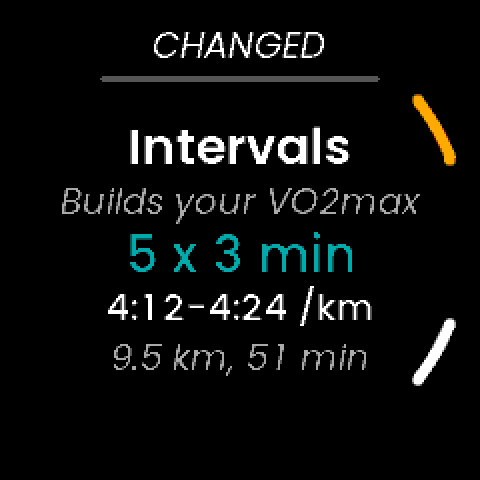 CHANGED
Intervals
Builds your VO2max
5 x 3 min
4:12-4:24 /km
9.5 km, 51 min